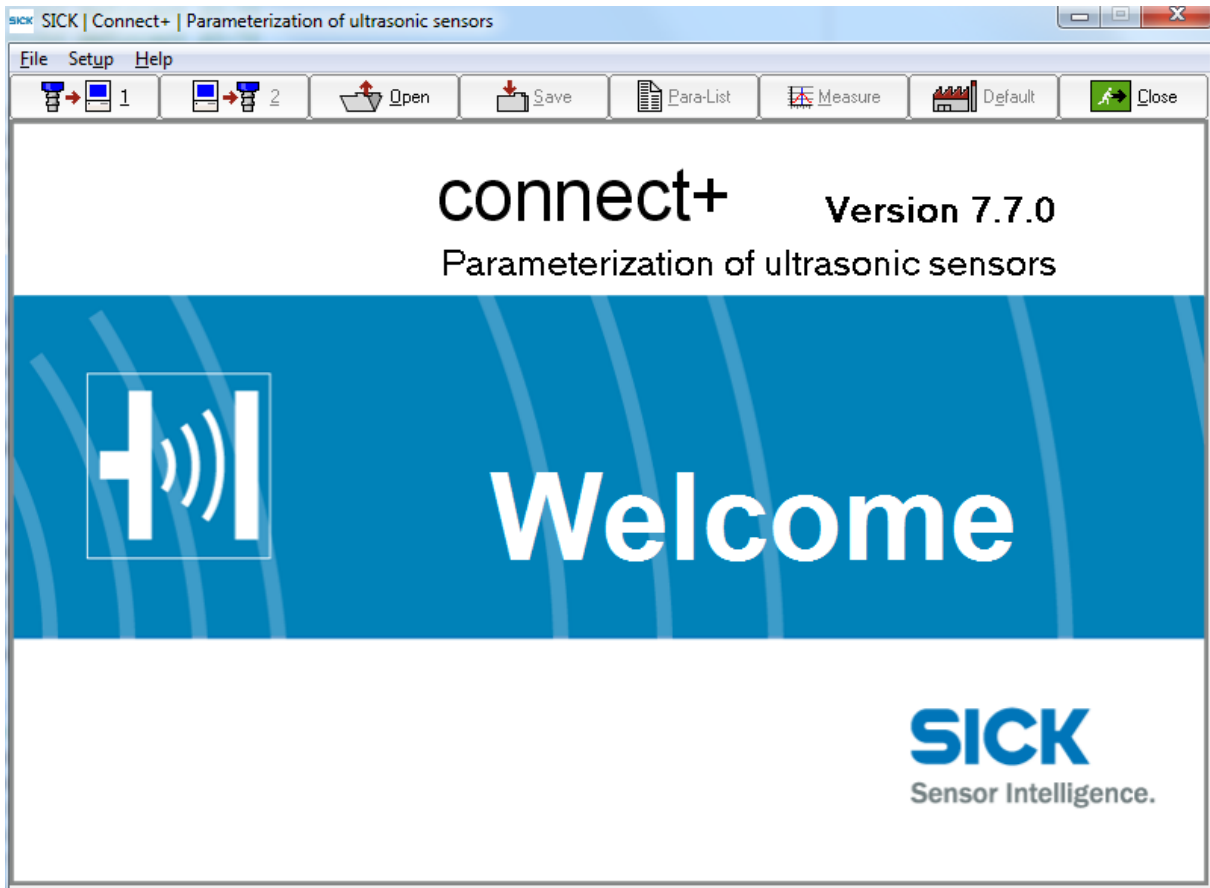 SICK SICK | Connect+ | Parameterization of ultrasonic sensors
File Setup Help
1 2 Open Save Para-List Measure Default Close
connect+ Version 7.7.0
Parameterization of ultrasonic sensors
Welcome
SICK
Sensor Intelligence.